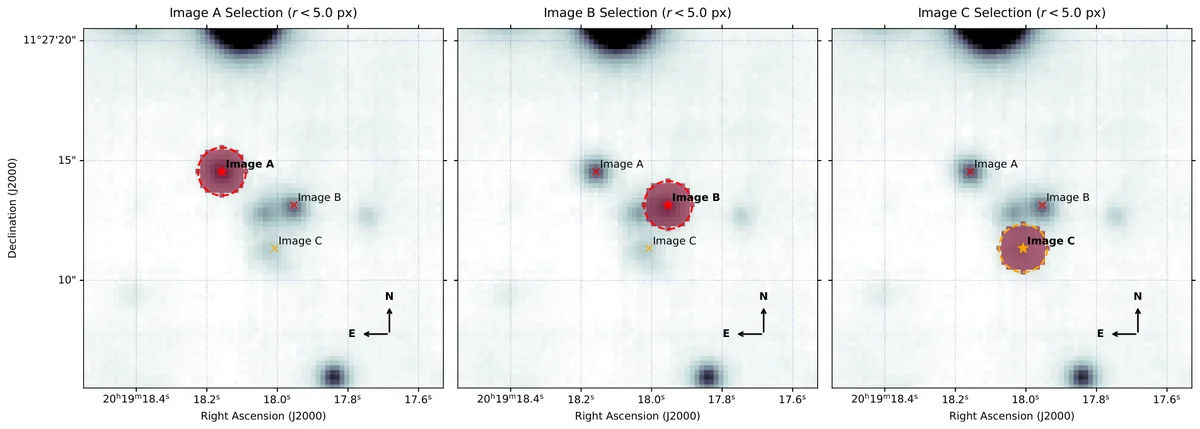 Image A Selection (r < 5.0 px)
Image B Selection (r < 5.0 px)
Image C Selection (r < 5.0 px)
11°27'20"
15"
10"
Declination (J2000)
Image A
Image B
Image C
N
E
20ʰ19ᵐ18.4ˢ
18.2ˢ
18.0ˢ
17.8ˢ
17.6ˢ
Right Ascension (J2000)
Image A
Image B
Image C
N
E
20ʰ19ᵐ18.4ˢ
18.2ˢ
18.0ˢ
17.8ˢ
17.6ˢ
Right Ascension (J2000)
Image A
Image B
Image C
N
E
20ʰ19ᵐ18.4ˢ
18.2ˢ
18.0ˢ
17.8ˢ
17.6ˢ
Right Ascension (J2000)